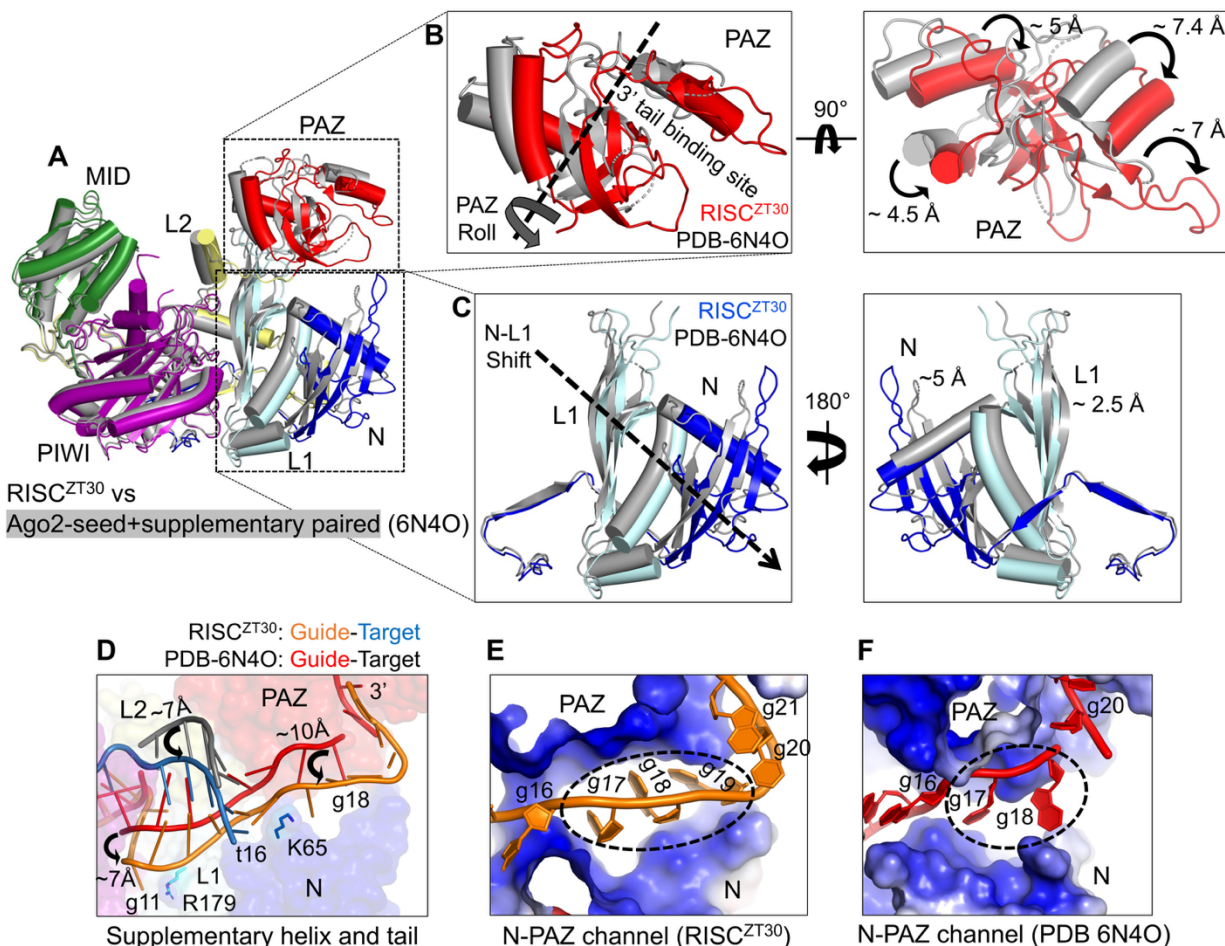 A
MID
L2
PAZ
PIWI
L1
N
RISC^ZT30 vs
Ago2-seed+supplementary paired (6N4O)
B
PAZ
3' tail binding site
PAZ
Roll
RISC^ZT30
PDB-6N4O
90°
~ 5 Å
~ 7.4 Å
~ 7 Å
~ 4.5 Å
PAZ
C
RISC^ZT30
PDB-6N4O
N-L1
Shift
L1
N
180°
N
~5 Å
L1
~ 2.5 Å
RISC^ZT30: Guide-Target
PDB-6N4O: Guide-Target
D
PAZ
3'
L2
~7Å
~10Å
g18
t16
K65
~7Å
g11
L1
R179
N
Supplementary helix and tail
E
PAZ
g21
g20
g19
g18
g17
g16
N
N-PAZ channel (RISC^ZT30)
F
PAZ
g20
g16
g17
g18
N
N-PAZ channel (PDB 6N4O)